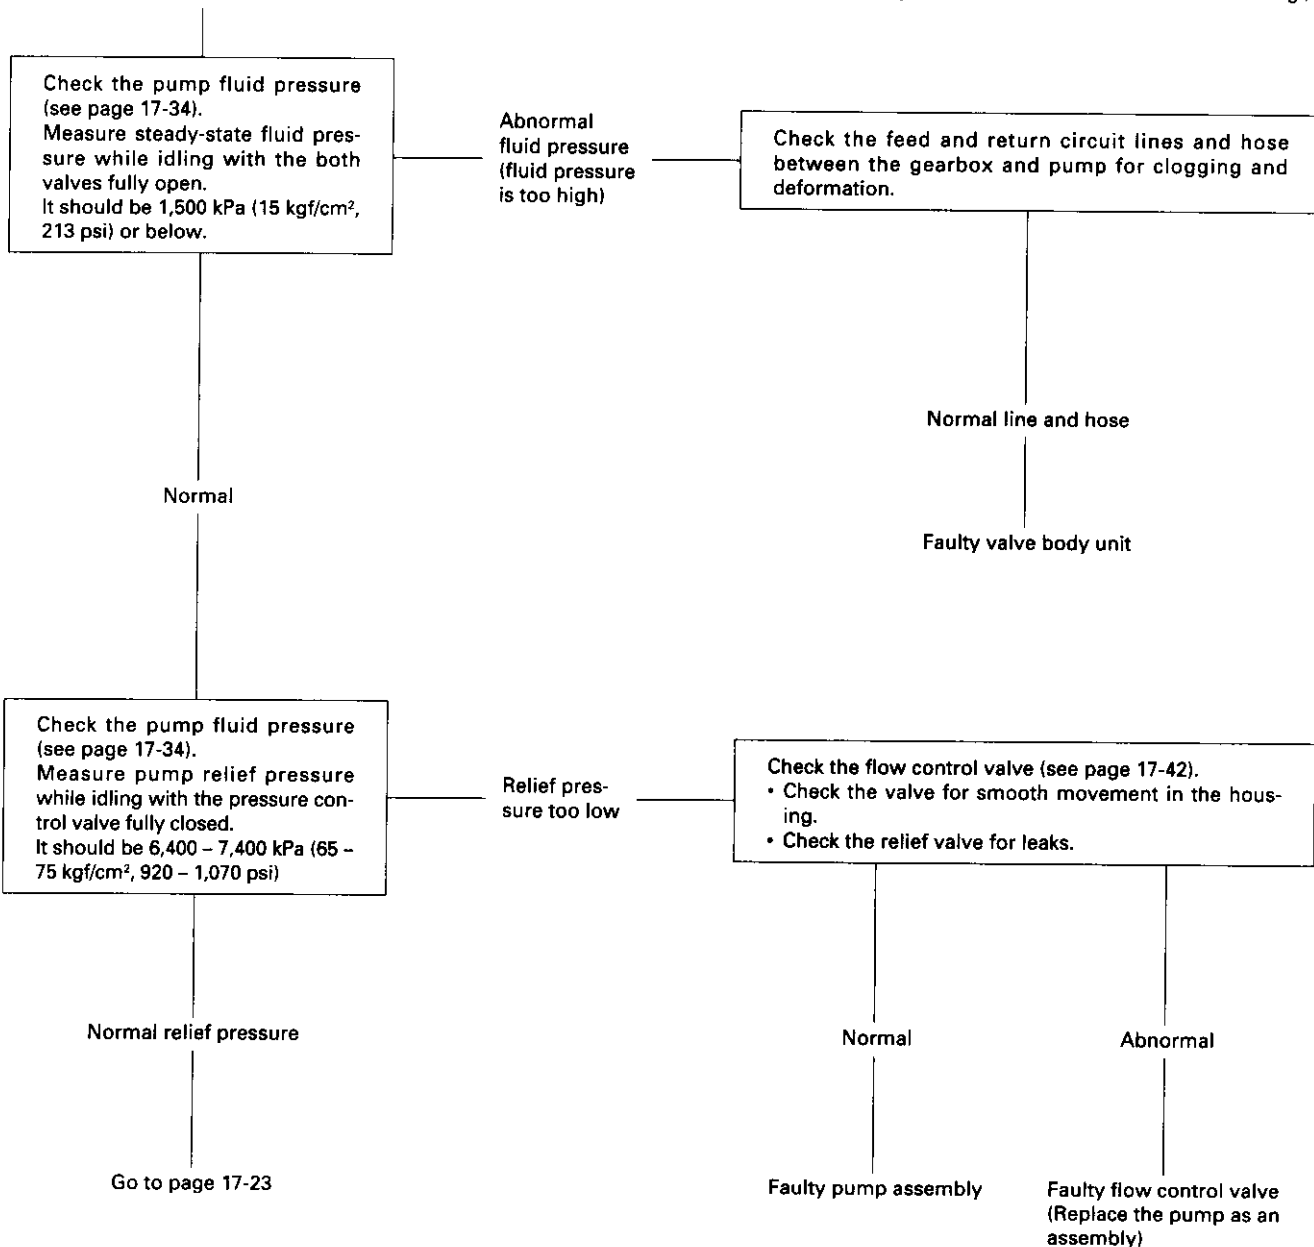 Check the pump fluid pressure
(see page 17-34).
Measure steady-state fluid pres-
sure while idling with the both
valves fully open.
It should be 1,500 kPa (15 kgf/cm²,
213 psi) or below.
Abnormal
fluid pressure
(fluid pressure
is too high)
Check the feed and return circuit lines and hose
between the gearbox and pump for clogging and
deformation.
Normal line and hose
Normal
Faulty valve body unit
Check the pump fluid pressure
(see page 17-34).
Measure pump relief pressure
while idling with the pressure con-
trol valve fully closed.
It should be 6,400 – 7,400 kPa (65 –
75 kgf/cm², 920 – 1,070 psi)
Relief pres-
sure too low
Check the flow control valve (see page 17-42).
• Check the valve for smooth movement in the hous-
ing.
• Check the relief valve for leaks.
Normal relief pressure
Normal
Abnormal
Go to page 17-23
Faulty pump assembly
Faulty flow control valve
(Replace the pump as an
assembly)